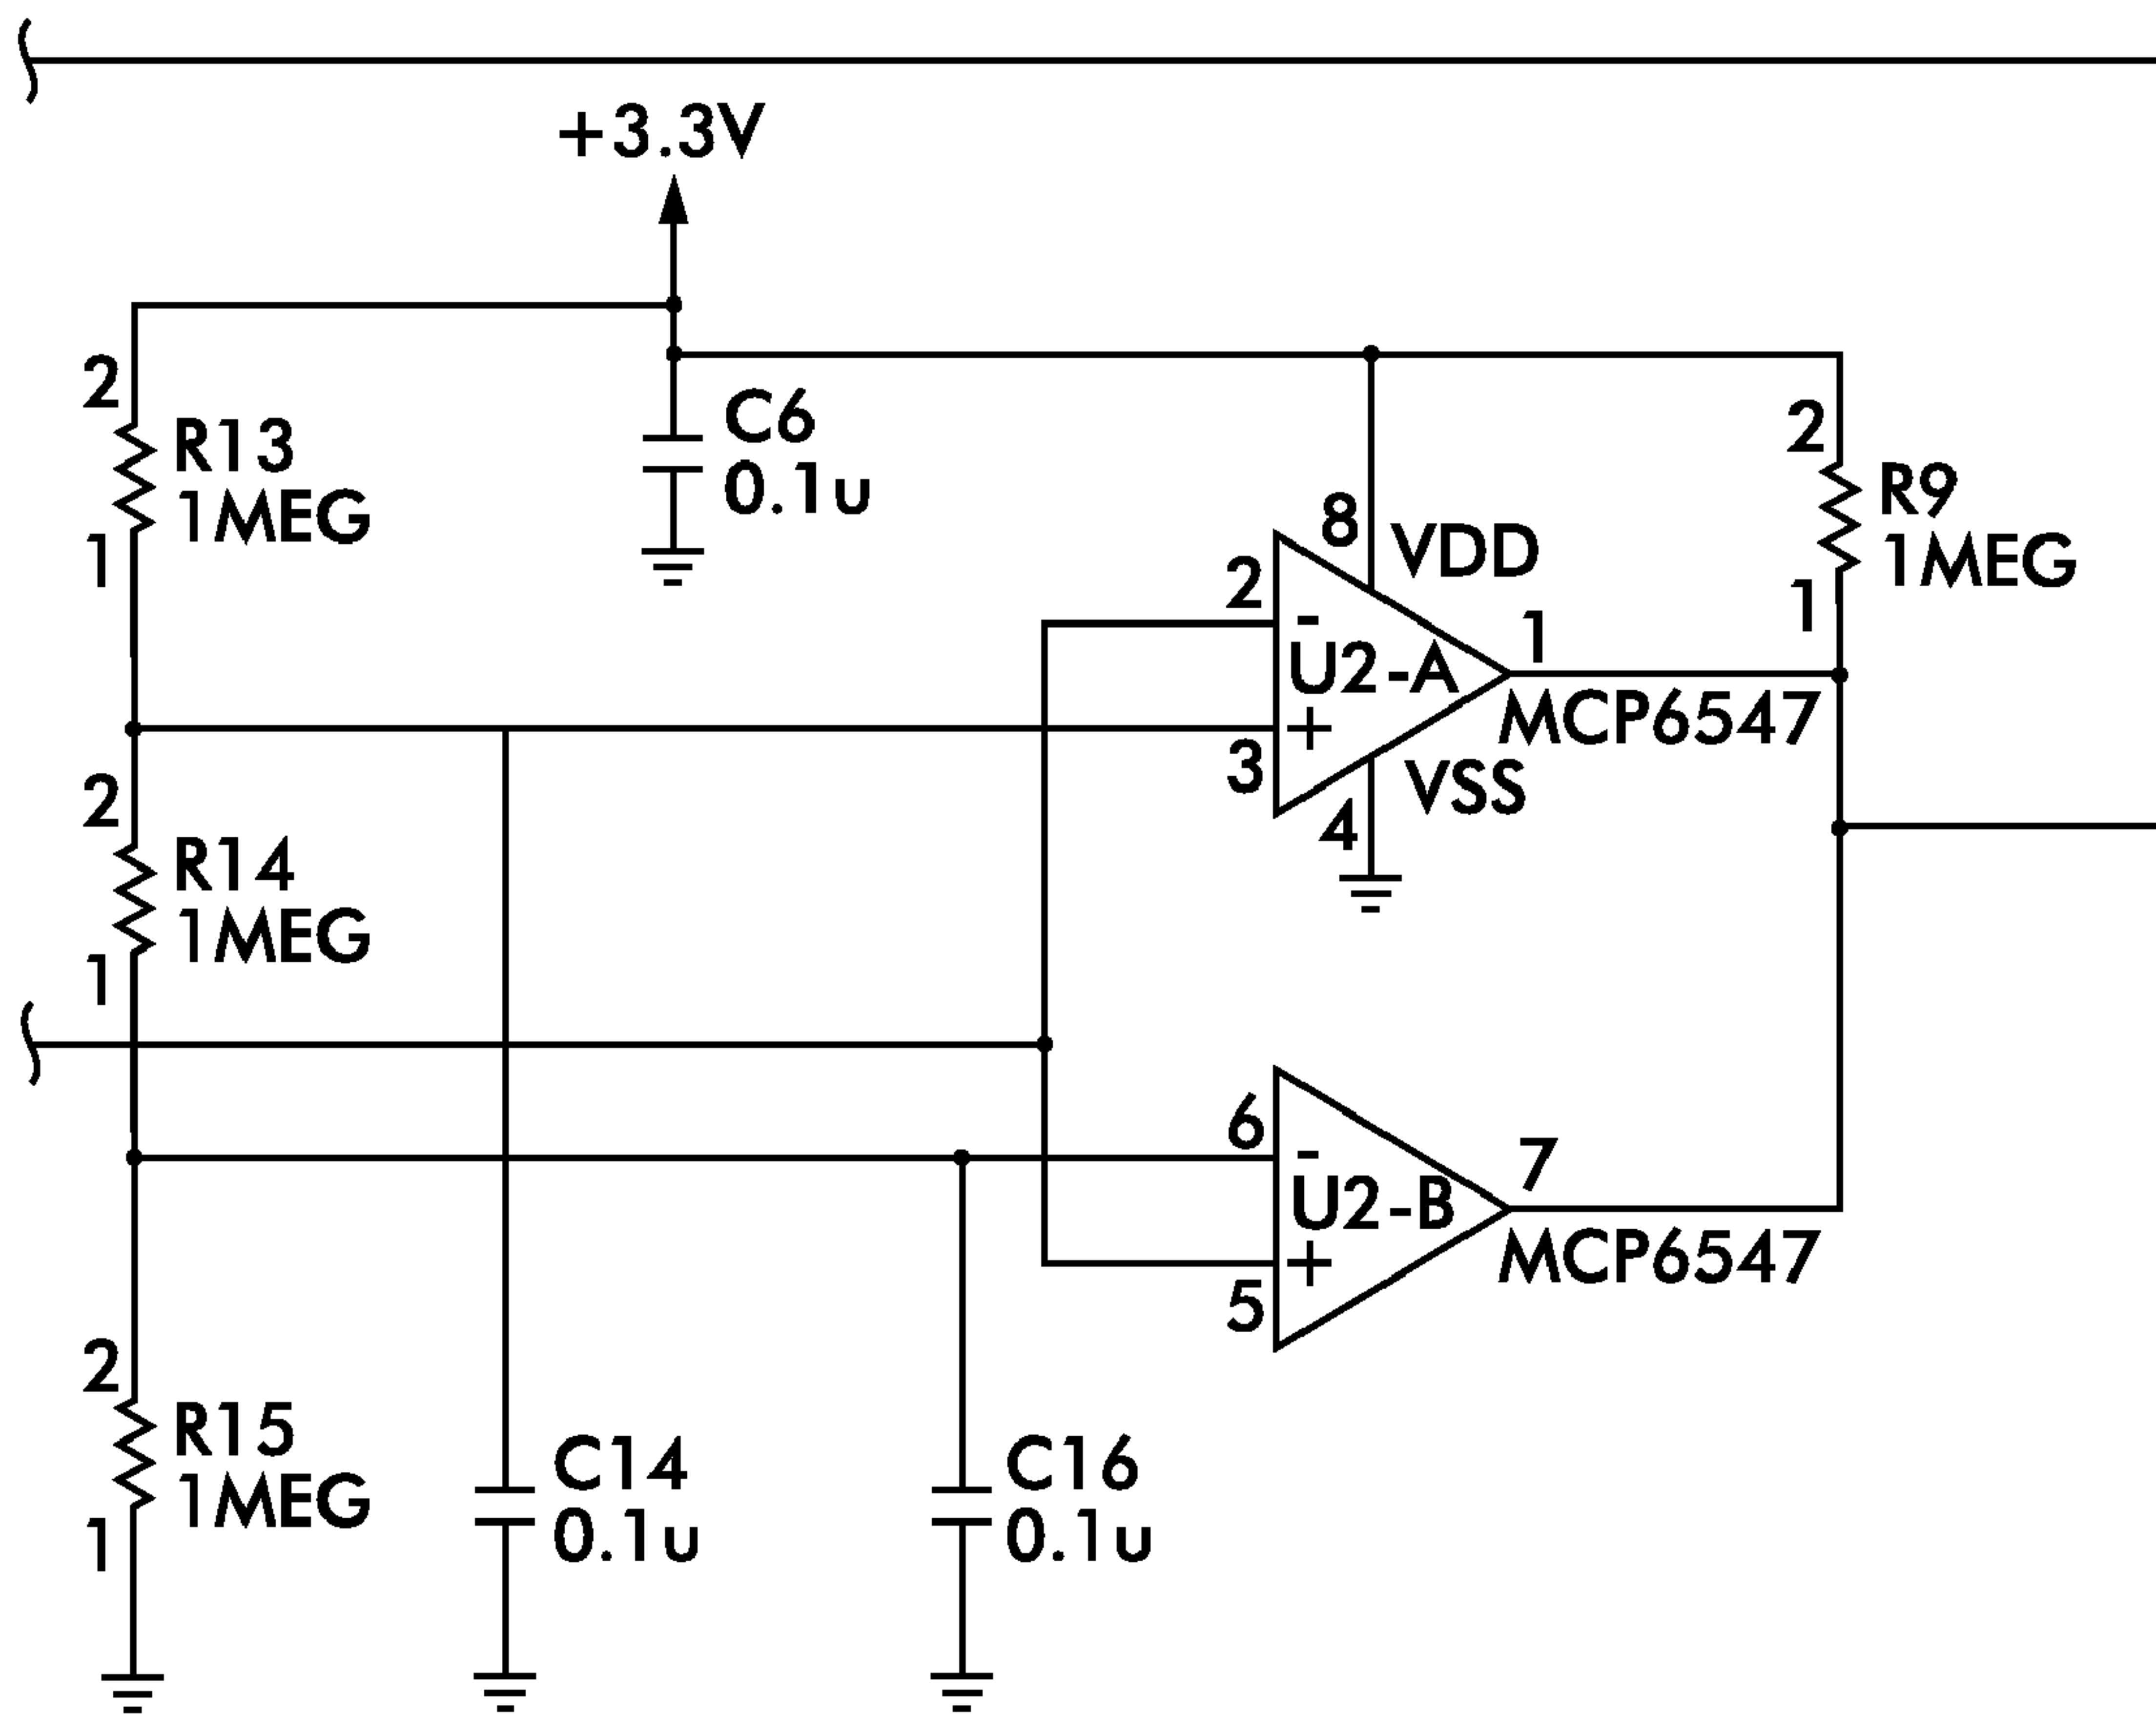 +3.3V
2
R13
1MEG
1
C6
0.1u
2
R9
1MEG
1
8
VDD
2
-
U2-A
+
3
1
MCP6547
VSS
4
2
R14
1MEG
1
6
-
U2-B
+
5
7
MCP6547
2
R15
1MEG
1
C14
0.1u
C16
0.1u